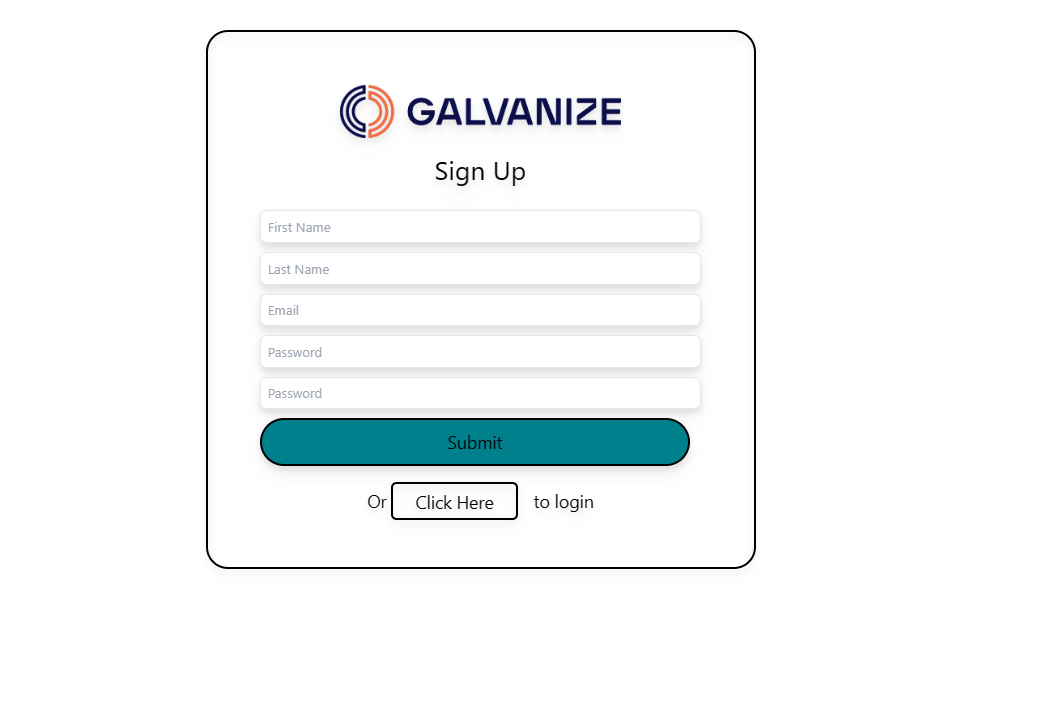 GALVANIZE
Sign Up
First Name
Last Name
Email
Password
Password
Submit
Or Click Here to login